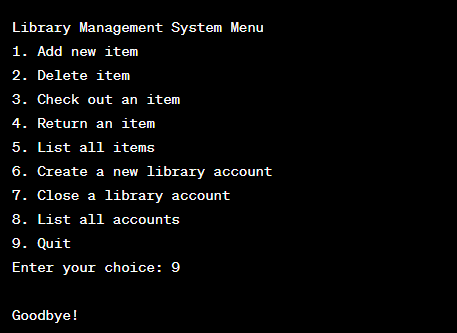 Library Management System Menu
1. Add new item
2. Delete item
3. Check out an item
4. Return an item
5. List all items
6. Create a new library account
7. Close a library account
8. List all accounts
9. Quit
Enter your choice: 9
Goodbye!